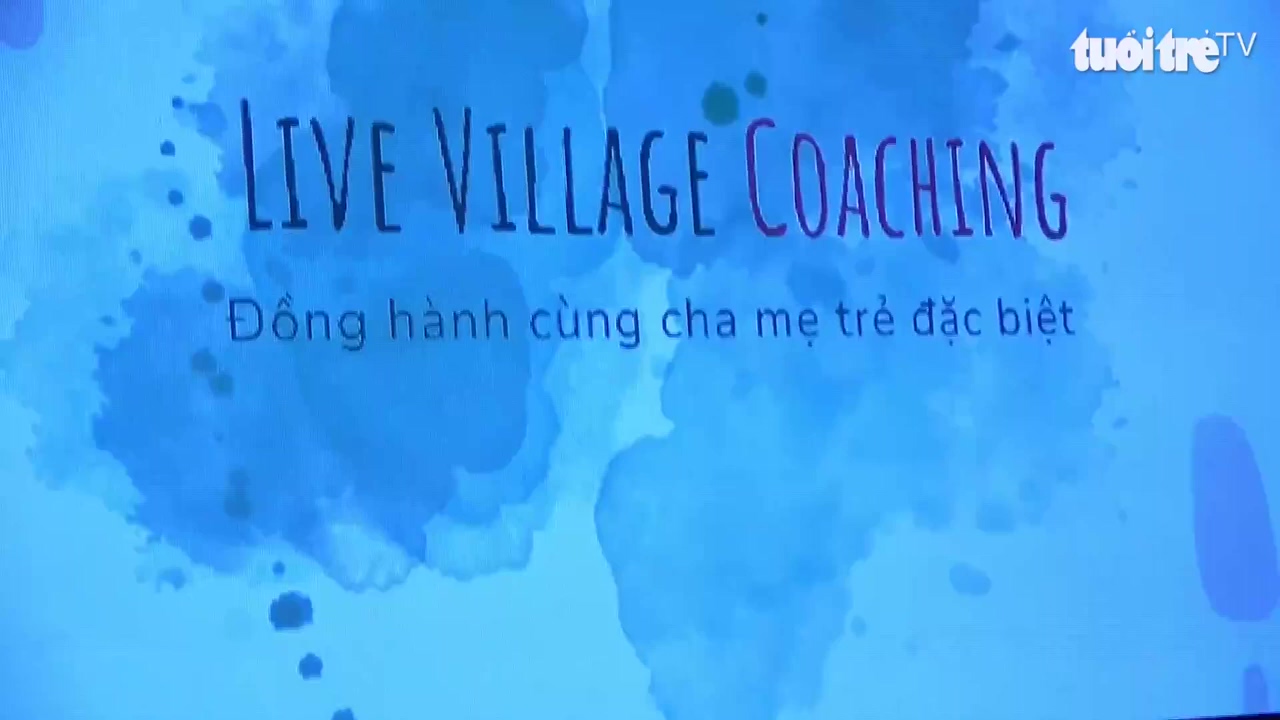 tuổi trẻ TV
LIVE VILLAGE COACHING
Đồng hành cùng cha mẹ trẻ đặc biệt